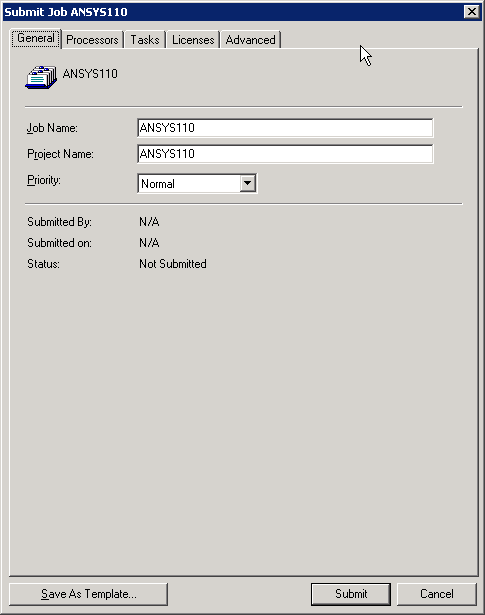 Submit Job ANSYS110
General Processors Tasks Licenses Advanced
ANSYS110
Job Name: ANSYS110
Project Name: ANSYS110
Priority: Normal
Submitted By: N/A
Submitted on: N/A
Status: Not Submitted
Save As Template... Submit Cancel